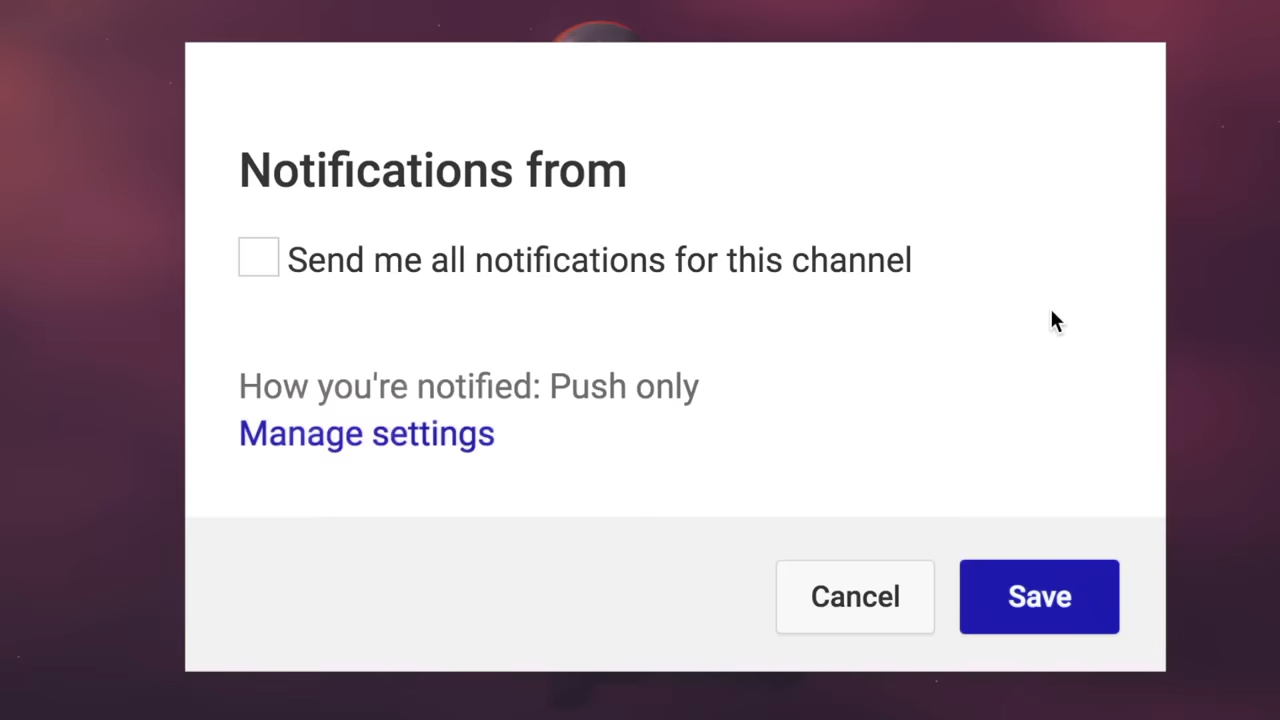 Notifications from
Send me all notifications for this channel
How you're notified: Push only
Manage settings
Cancel
Save